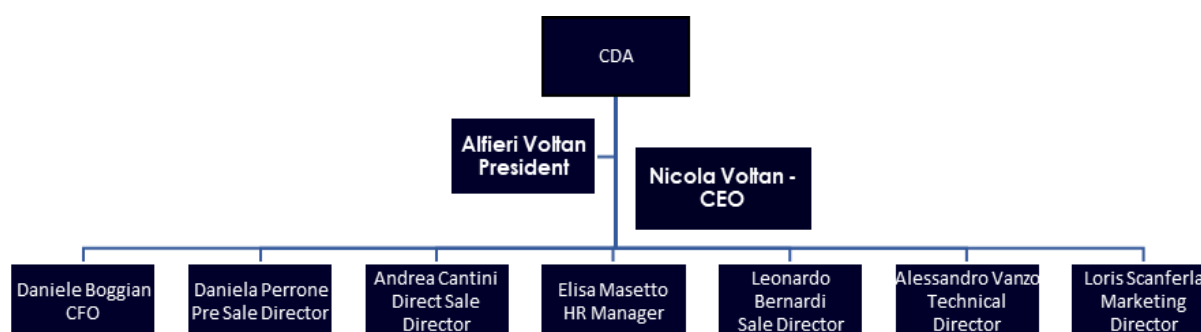 CDA
Alfieri Voltan
President
Nicola Voltan -
CEO
Daniele Boggian
CFO
Daniela Perrone
Pre Sale Director
Andrea Cantini
Direct Sale
Director
Elisa Masetto
HR Manager
Leonardo
Bernardi
Sale Director
Alessandro Vanzo
Technical
Director
Loris Scanferla
Marketing
Director